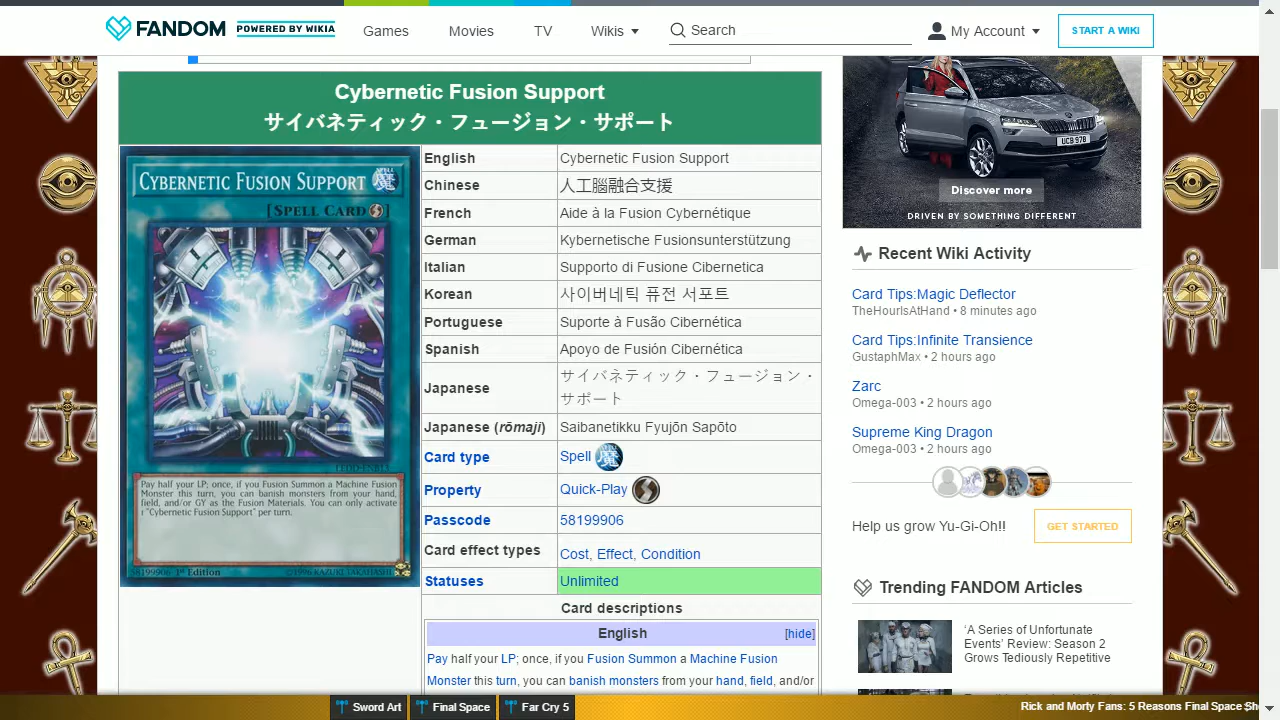 FANDOM POWERED BY WIKIA Games Movies TV Wikis Search My Account START A WIKI
Cybernetic Fusion Support
サイバネティック・フュージョン・サポート
CYBERNETIC FUSION SUPPORT
SPELL
魔
[SPELL CARD]
LEDD-ENB15
Pay half your LP; once, if you Fusion Summon a Machine Fusion
Monster this turn, you can banish monsters from your hand,
field, and/or GY as the Fusion Materials. You can only activate
1 "Cybernetic Fusion Support" per turn.
58199906 1st Edition ©1996 KAZUKI TAKAHASHI
English Cybernetic Fusion Support
Chinese 人工腦融合支援
French Aide à la Fusion Cybernétique
German Kybernetische Fusionsunterstützung
Italian Supporto di Fusione Cibernetica
Korean 사이버네틱 퓨전 서포트
Portuguese Suporte à Fusão Cibernética
Spanish Apoyo de Fusión Cibernética
Japanese サイバネティック・フュージョン・
サポート
Japanese (rōmaji) Saibanetikku Fyujōn Sapōto
Card type Spell 魔
Property Quick-Play
Passcode 58199906
Card effect types Cost, Effect, Condition
Statuses Unlimited
Card descriptions
English [hide]
Pay half your LP; once, if you Fusion Summon a Machine Fusion
Monster this turn, you can banish monsters from your hand, field, and/or
UCB 978
Discover more
DRIVEN BY SOMETHING DIFFERENT
Recent Wiki Activity
Card Tips:Magic Deflector
TheHourIsAtHand • 8 minutes ago
Card Tips:Infinite Transience
GustaphMax • 2 hours ago
Zarc
Omega-003 • 2 hours ago
Supreme King Dragon
Omega-003 • 2 hours ago
Help us grow Yu-Gi-Oh!! GET STARTED
Trending FANDOM Articles
‘A Series of Unfortunate
Events’ Review: Season 2
Grows Tediously Repetitive
Sword Art Final Space Far Cry 5 Rick and Morty Fans: 5 Reasons Final Space